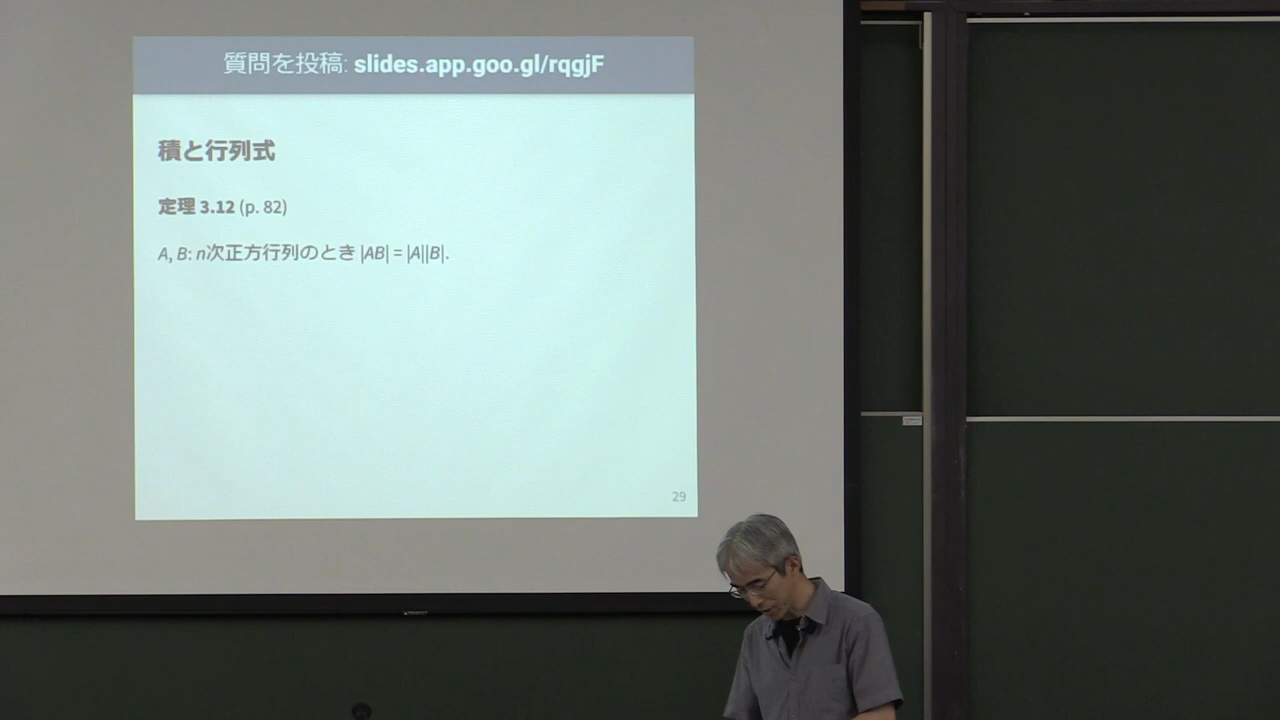 質問を投稿: slides.app.goo.gl/rqgjF
積と行列式
定理 3.12 (p. 82)
A, B: n次正方行列のとき |AB| = |A||B|.
29